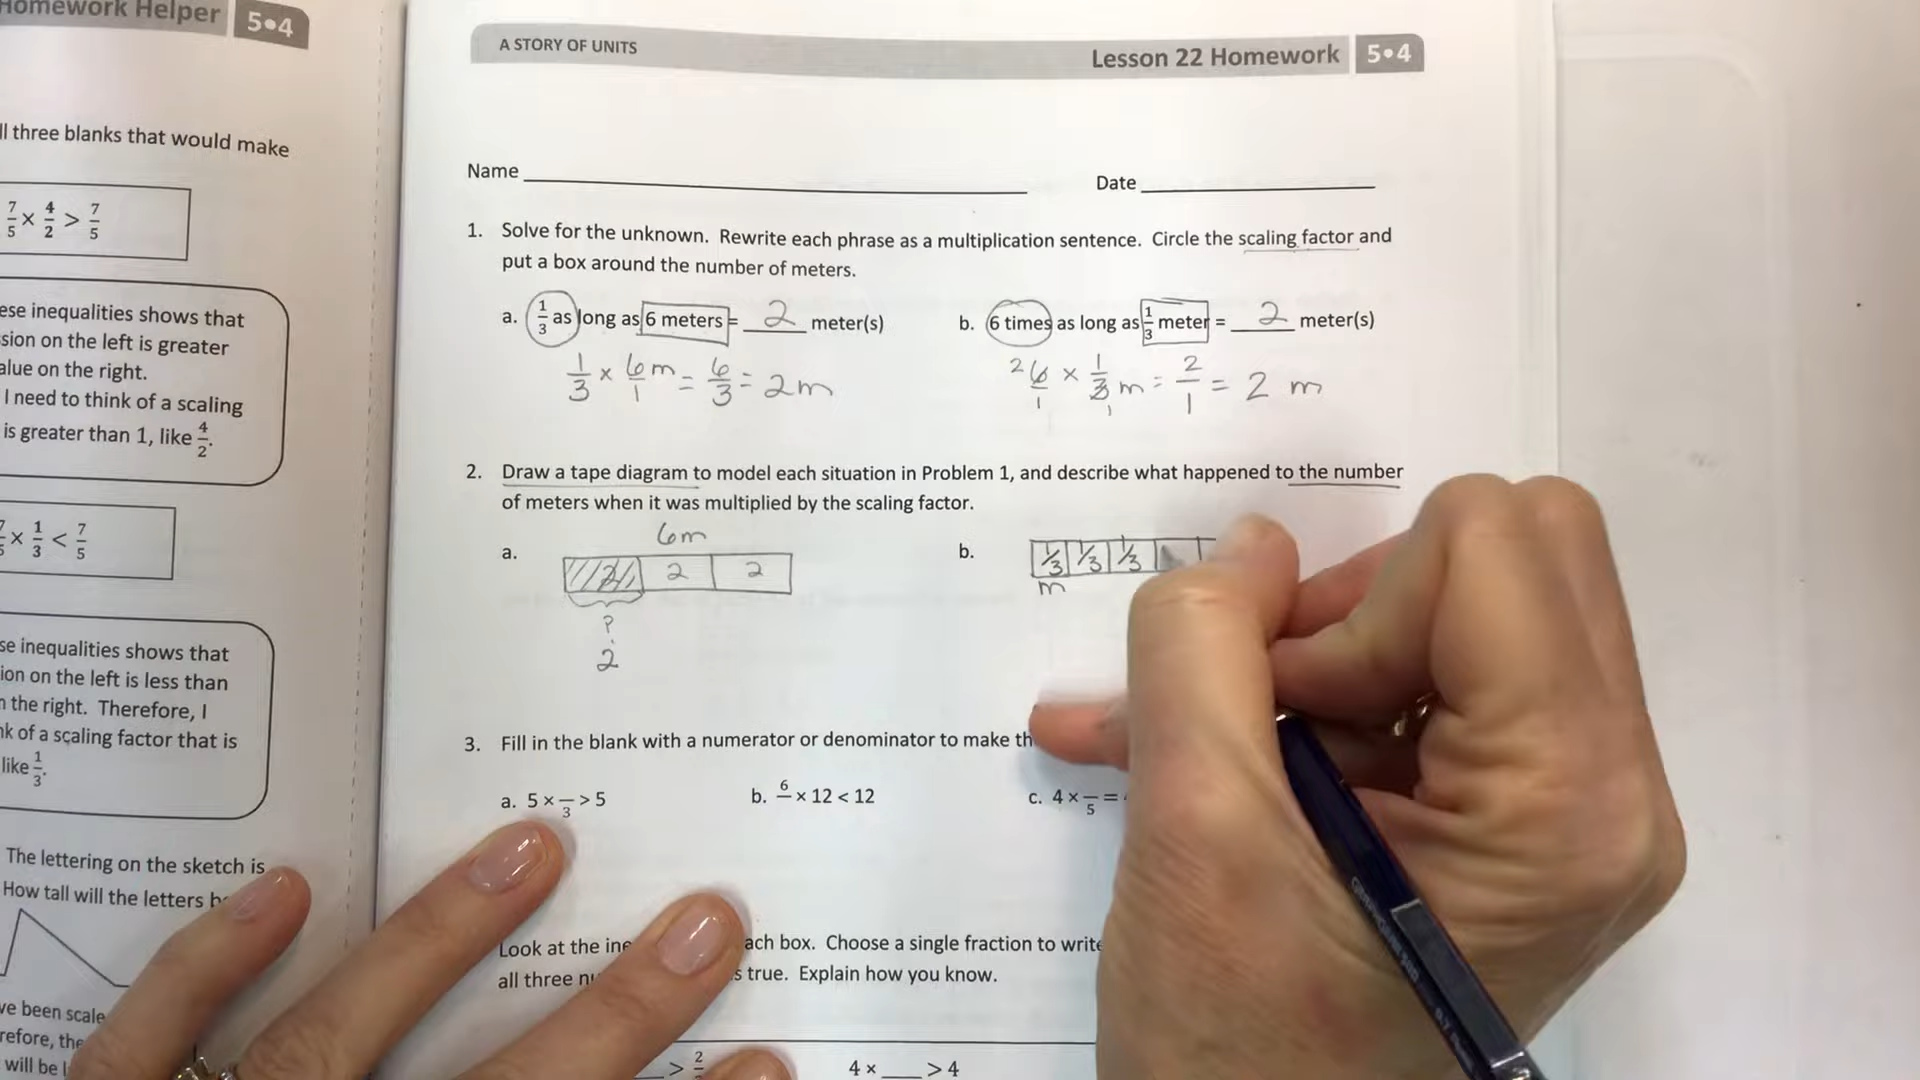 Homework Helper 5•4
ll three blanks that would make
7/5 × 4/2 > 7/5
ese inequalities shows that
sion on the left is greater
alue on the right.
I need to think of a scaling
is greater than 1, like 4/2.
× 1/3 < 7/5
se inequalities shows that
ion on the left is less than
the right. Therefore, I
nk of a scaling factor that is
like 1/3.
The lettering on the sketch is
How tall will the letters
ve been scale
refore, the
will be
A STORY OF UNITS
Lesson 22 Homework 5•4
Name
Date
1. Solve for the unknown. Rewrite each phrase as a multiplication sentence. Circle the scaling factor and
put a box around the number of meters.
a. 1/3 as long as 6 meters = 2 meter(s)
b. 6 times as long as 1/3 meter = 2 meter(s)
1/3 × 6m/1 = 6/3 = 2m
2 6/1 × 1/3 1 m = 2/1 = 2 m
2. Draw a tape diagram to model each situation in Problem 1, and describe what happened to the number
of meters when it was multiplied by the scaling factor.
6m
a. 2 2 2
?
2
b. 1/3 1/3 1/3
m
3. Fill in the blank with a numerator or denominator to make th
a. 5 × _/3 > 5
b. 6/_ × 12 < 12
c. 4 × _/5 =
Look at the ine ach box. Choose a single fraction to write
all three s true. Explain how you know.
___ > 2
4 × ___ > 4